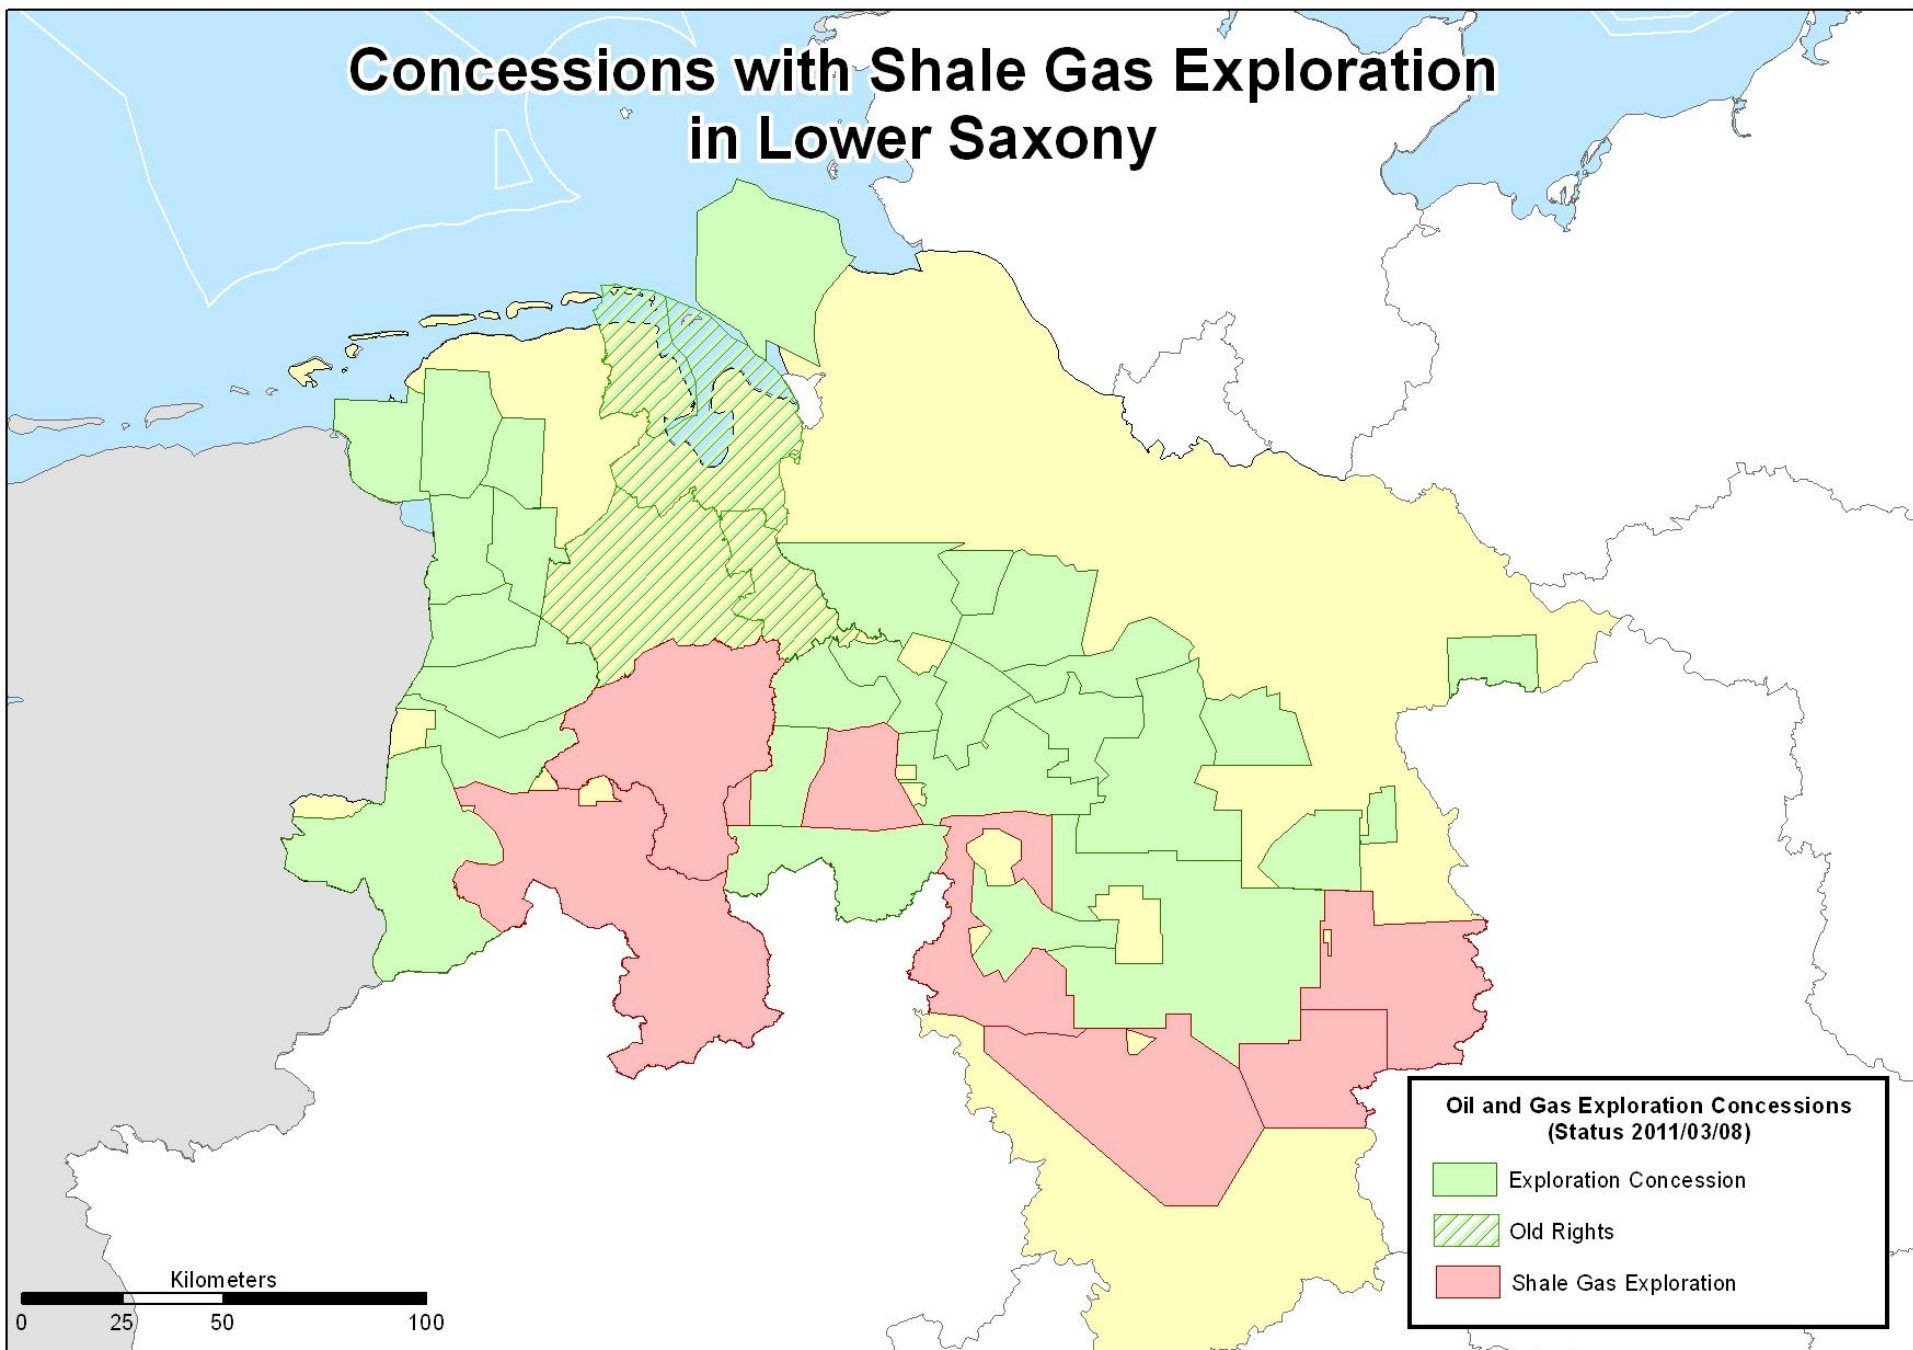 Concessions with Shale Gas Exploration
in Lower Saxony
Oil and Gas Exploration Concessions
(Status 2011/03/08)
Exploration Concession
Old Rights
Shale Gas Exploration
Kilometers
0 25 50 100